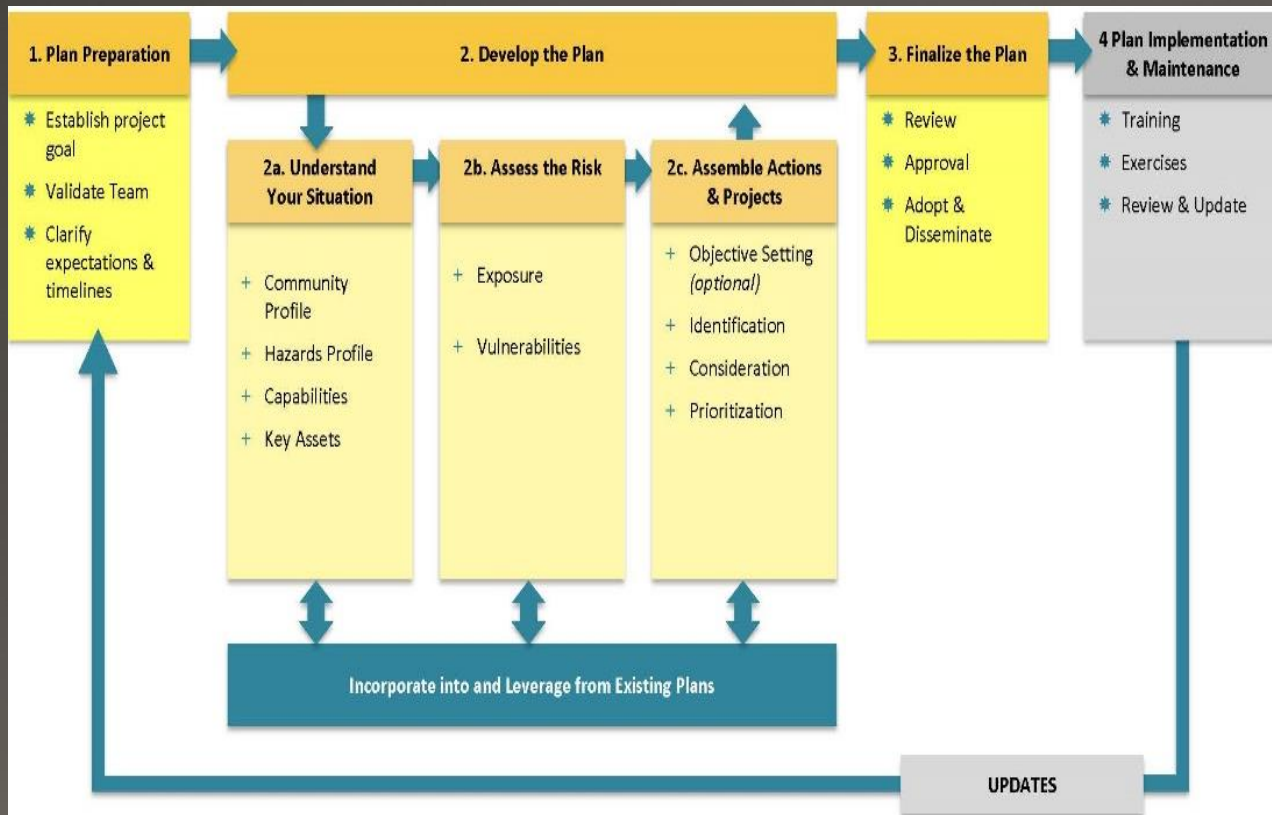 1. Plan Preparation
Establish project
goal
Validate Team
Clarify
expectations &
timelines
2. Develop the Plan
2a. Understand
Your Situation
+ Community
Profile
+ Hazards Profile
+ Capabilities
+ Key Assets
2b. Assess the Risk
+ Exposure
+ Vulnerabilities
2c. Assemble Actions
& Projects
+ Objective Setting
(optional)
+ Identification
+ Consideration
+ Prioritization
Incorporate into and Leverage from Existing Plans
3. Finalize the Plan
Review
Approval
Adopt &
Disseminate
4 Plan Implementation
& Maintenance
Training
Exercises
Review & Update
UPDATES